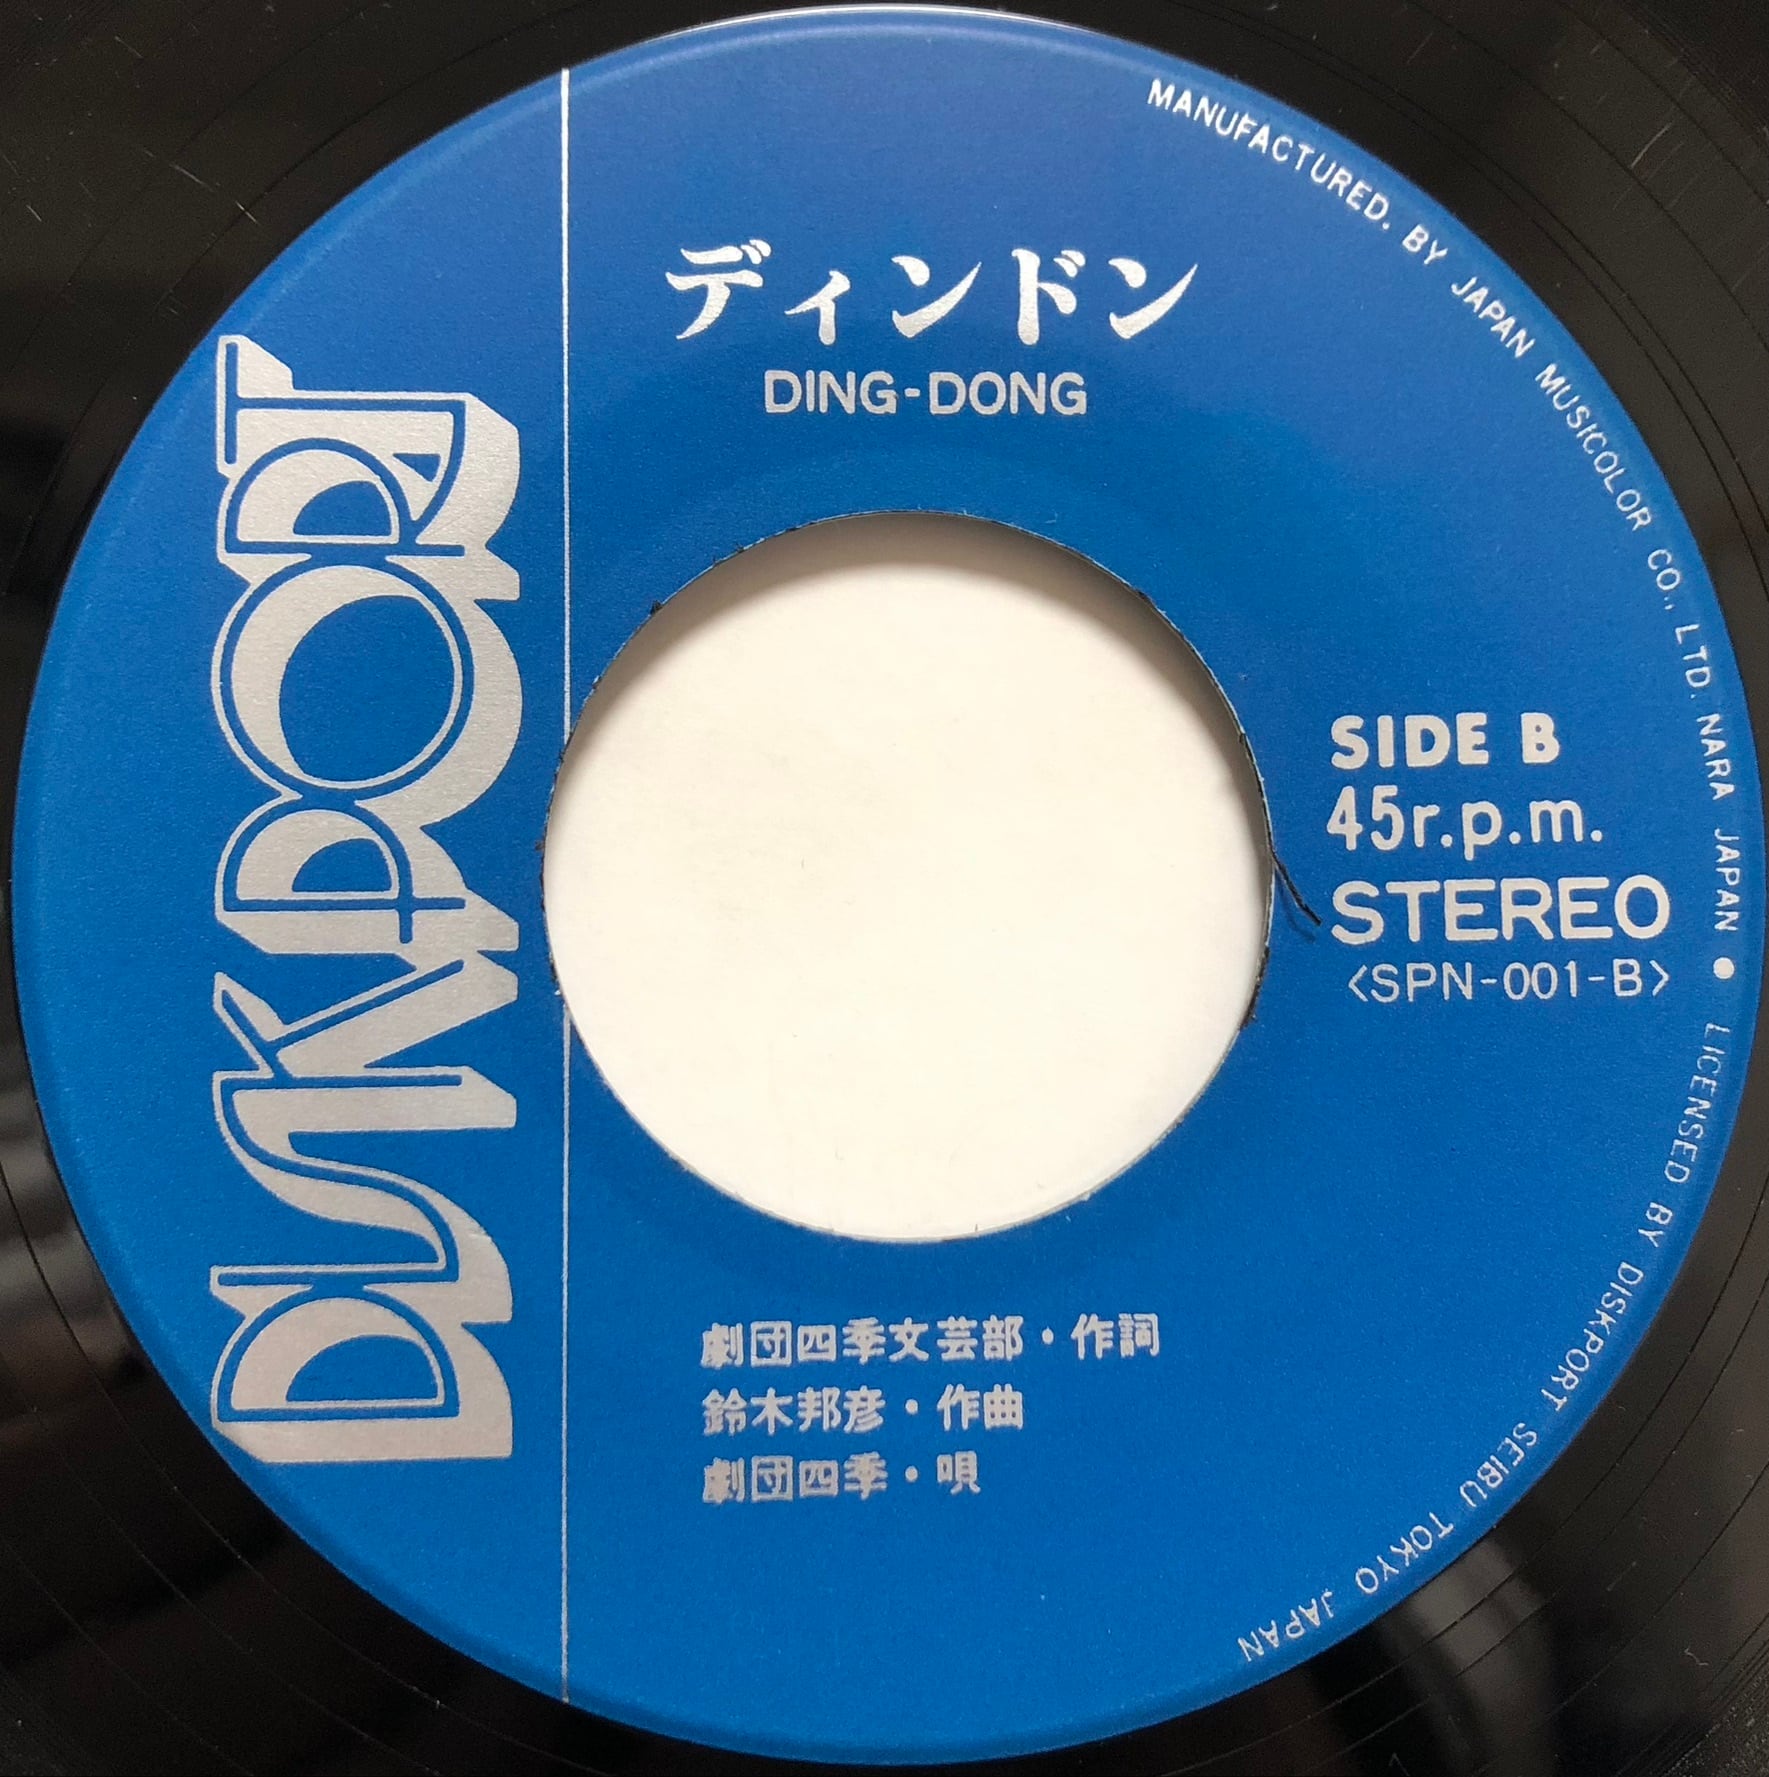 ディンドン
DING-DONG
DISKPORT
SIDE B
45r.p.m.
STEREO
<SPN-001-B>
劇団四季文芸部・作詞
鈴木邦彦・作曲
劇団四季・唄
MANUFACTURED. BY JAPAN MUSICOLOR CO., LTD. NARA JAPAN ● LICENSED BY DISKPORT SEIBU TOKYO JAPAN